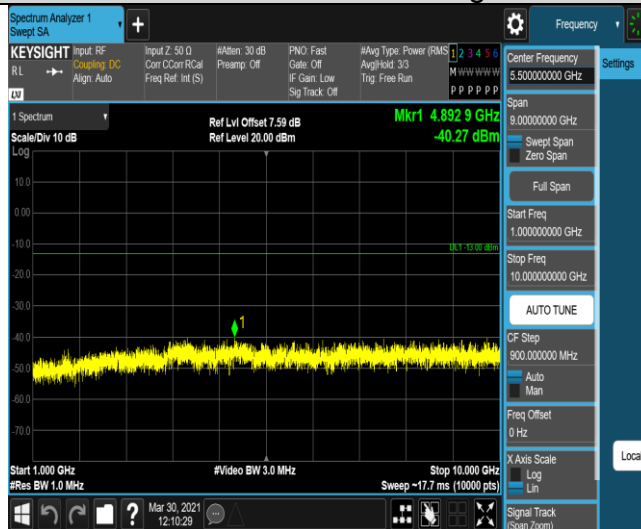 Spectrum Analyzer 1
Swept SA
Frequency
KEYSIGHT
Input: RF
Input Z: 50 Ω
#Atten: 30 dB
PNO: Fast
#Avg Type: Power (RMS
1 2 3 4 5 6
RL
Coupling: DC
Corr CCorr RCal
Preamp: Off
Gate: Off
Avg|Hold: 3/3
M W W W W W
Align: Auto
Freq Ref: Int (S)
IF Gain: Low
Trig: Free Run
Sig Track: Off
P P P P P P
LXI
1 Spectrum
Ref Lvl Offset 7.59 dB
Mkr1 4.892 9 GHz
Scale/Div 10 dB
Ref Level 20.00 dBm
-40.27 dBm
Log
10.0
0.00
-10.0
DL1 -13.00 dBm
-20.0
-30.0
1
-40.0
-50.0
-60.0
-70.0
Start 1.000 GHz
#Video BW 3.0 MHz
Stop 10.000 GHz
#Res BW 1.0 MHz
Sweep ~17.7 ms (10000 pts)
Mar 30, 2021
12:10:29
Center Frequency
5.50000000 GHz
Settings
Span
9.00000000 GHz
Swept Span
Zero Span
Full Span
Start Freq
1.000000000 GHz
Stop Freq
10.000000000 GHz
AUTO TUNE
CF Step
900.000000 MHz
Auto
Man
Freq Offset
0 Hz
X Axis Scale
Log
Lin
Local
Signal Track
(Span Zoom)